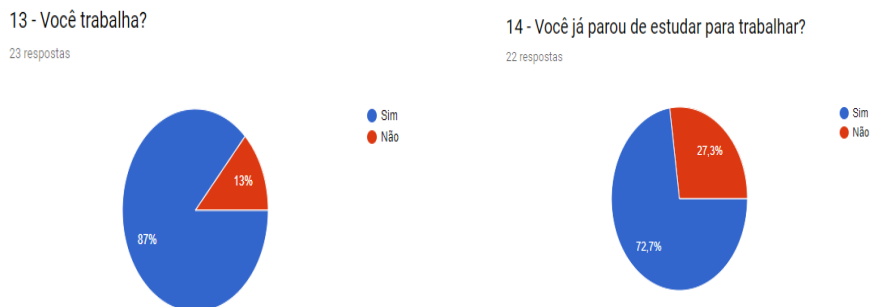 13 - Você trabalha?
23 respostas
Sim
Não
13%
87%
14 - Você já parou de estudar para trabalhar?
22 respostas
Sim
Não
27,3%
72,7%